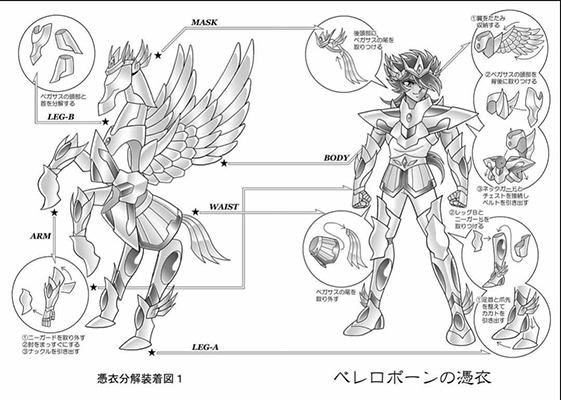 MASK
後頭部に
ペガサスの尾を
取りつける
①翼をたたみ
収納する
ペガサスの頭部と
首を分解する
LEG-B
②ペガサスの頭部を
背後に取りつける
BODY
③ネックガードと
チェストを接続し
ベルトを引き出す
WAIST
②レッグBと
ニーガードを
取りつける
ARM
ペガサスの尾を
取り外す
①足首と爪先
を整えて
カカトを
引き出す
①ニーガードを取り外す
②肘をまっすぐにする
③ナックルを引き出す
LEG-A
憑衣分解装着図1
ベレロポーンの憑衣